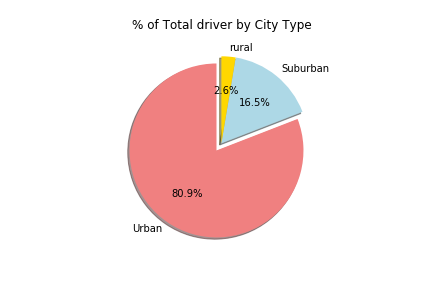 % of Total driver by City Type
rural
Suburban
2.6%
16.5%
80.9%
Urban